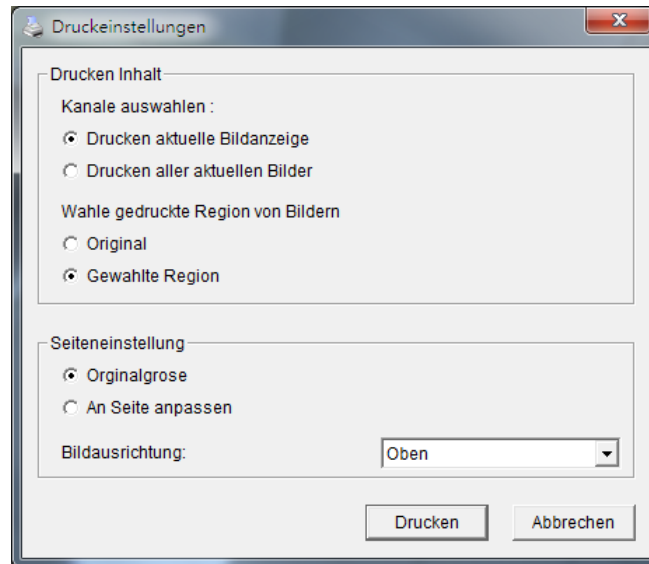 Druckeinstellungen
Drucken Inhalt
Kanale auswahlen :
Drucken aktuelle Bildanzeige
Drucken aller aktuellen Bilder
Wahle gedruckte Region von Bildern
Original
Gewahlte Region
Seiteneinstellung
Orginalgrose
An Seite anpassen
Bildausrichtung: Oben
Drucken Abbrechen